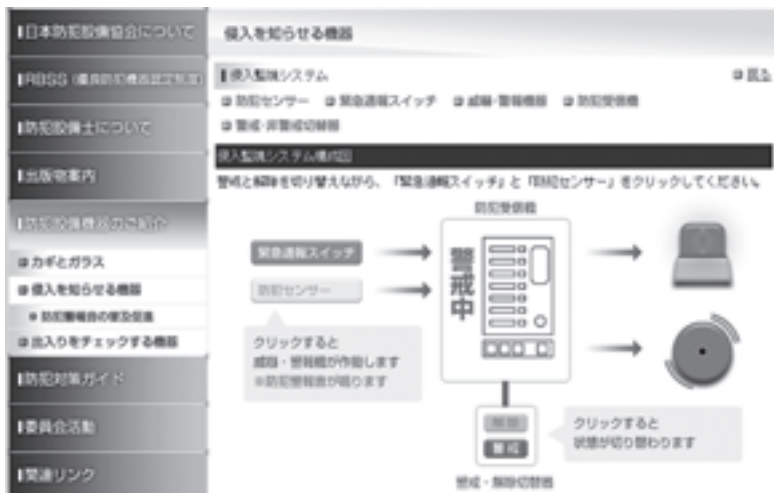 日本防犯設備協会について
RBSS（優良防犯機器認定制度）
防犯設備士について
出版物案内
防犯設備機器のご紹介
カギとガラス
侵入を知らせる機器
防犯警報音の普及促進
出入りをチェックする機器
防犯対策ガイド
委員会活動
関連リンク
侵入を知らせる機器
侵入監視システム
戻る
防犯センサー 緊急通報スイッチ 威嚇・警報機器 防犯受信機
警戒・非警戒切替器
侵入監視システム構成図
警戒と解除を切り替えながら、「緊急通報スイッチ」と「防犯センサー」をクリックしてください。
防犯受信機
緊急通報スイッチ
防犯センサー
警戒中
クリックすると
威嚇・警報機が作動します
※防犯警報音が鳴ります
解除
警戒
クリックすると
状態が切り替わります
警戒・解除切替器